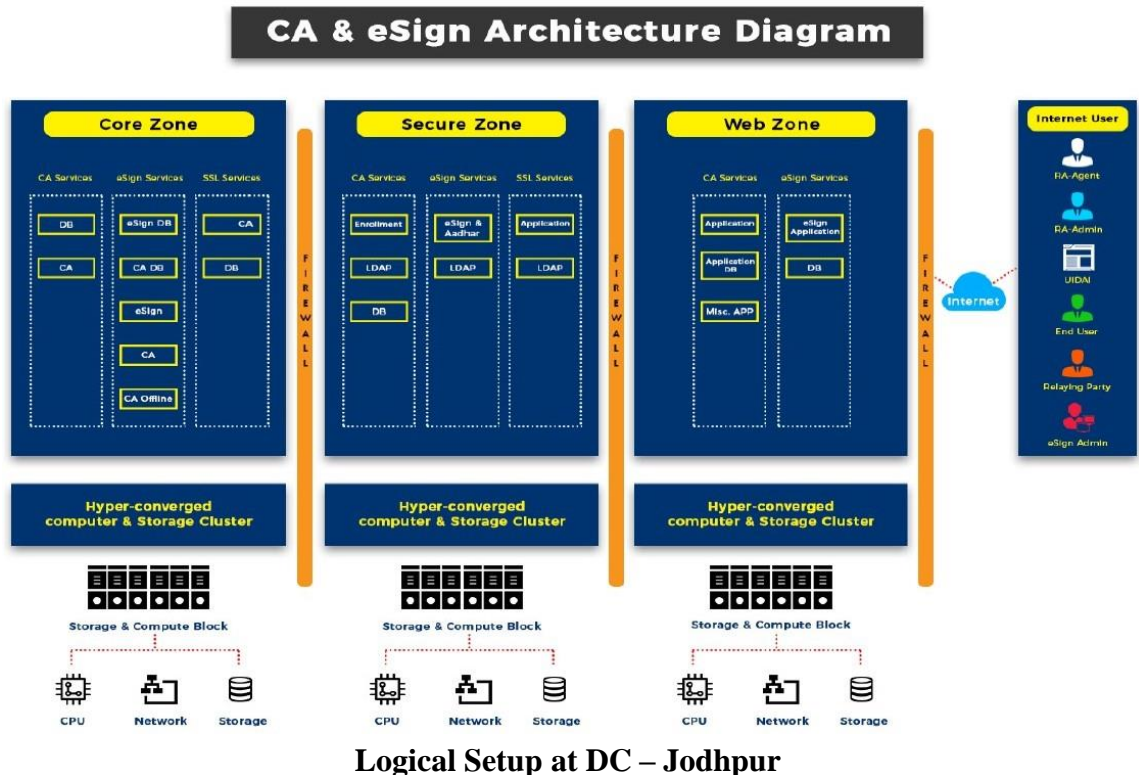 CA & eSign Architecture Diagram
Core Zone
CA Services
eSign Services
SSL Services
DB
CA
eSign DB
CA DB
eSign
CA
CA Offline
CA
DB
FIREWALL
Secure Zone
CA Services
eSign Services
SSL Services
Enrollment
LDAP
DB
eSign &
Aadhar
LDAP
Application
LDAP
FIREWALL
Web Zone
CA Services
eSign Services
Application
Application
DB
Misc. APP
eSign
Application
DB
FIREWALL
Internet
Internet User
RA-Agent
RA-Admin
UIDAI
End User
Relaying Party
eSign Admin
Hyper-converged
computer & Storage Cluster
Storage & Compute Block
CPU
Network
Storage
Hyper-converged
computer & Storage Cluster
Storage & Compute Block
CPU
Network
Storage
Hyper-converged
computer & Storage Cluster
Storage & Compute Block
CPU
Network
Storage
Logical Setup at DC – Jodhpur